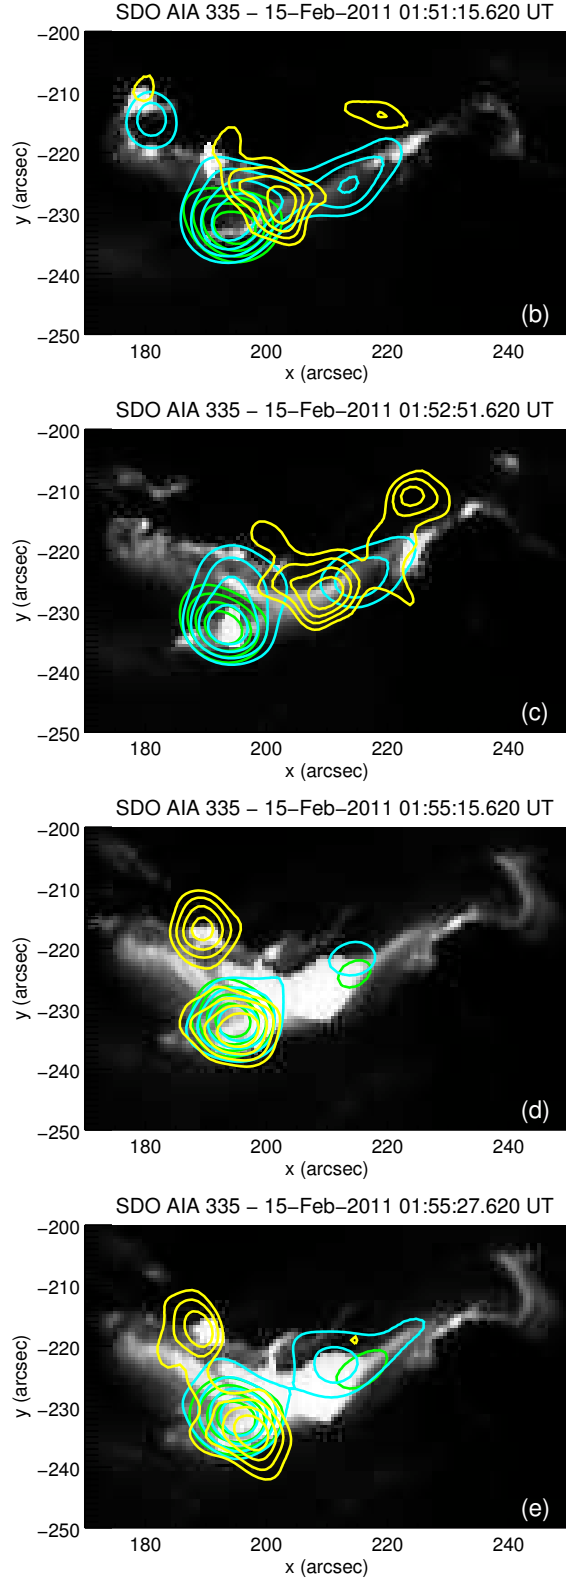 SDO AIA 335 − 15−Feb−2011 01:51:15.620 UT
−200
−210
−220
−230
−240
−250
y (arcsec)
(b)
180 200 220 240
x (arcsec)
SDO AIA 335 − 15−Feb−2011 01:52:51.620 UT
−200
−210
−220
−230
−240
−250
y (arcsec)
(c)
180 200 220 240
x (arcsec)
SDO AIA 335 − 15−Feb−2011 01:55:15.620 UT
−200
−210
−220
−230
−240
−250
y (arcsec)
(d)
180 200 220 240
x (arcsec)
SDO AIA 335 − 15−Feb−2011 01:55:27.620 UT
−200
−210
−220
−230
−240
−250
y (arcsec)
(e)
180 200 220 240
x (arcsec)